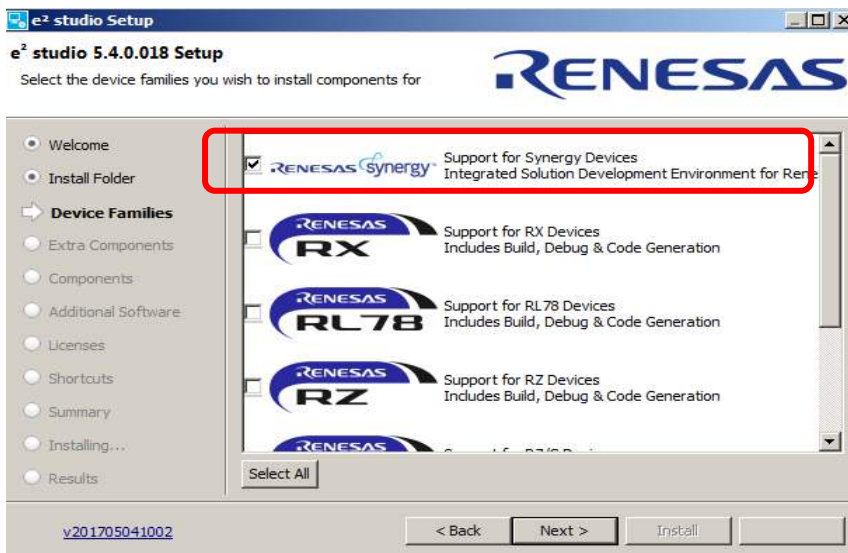 e² studio Setup
e² studio 5.4.0.018 Setup
Select the device families you wish to install components for
RENESAS
Welcome
Install Folder
Device Families
Extra Components
Components
Additional Software
Licenses
Shortcuts
Summary
Installing...
Results
RENESAS synergy
Support for Synergy Devices
Integrated Solution Development Environment for Rene
RENESAS
RX
Support for RX Devices
Includes Build, Debug & Code Generation
RENESAS
RL78
Support for RL78 Devices
Includes Build, Debug & Code Generation
RENESAS
RZ
Support for RZ Devices
Includes Build, Debug & Code Generation
RENESAS
Select All
v201705041002
< Back
Next >
Install